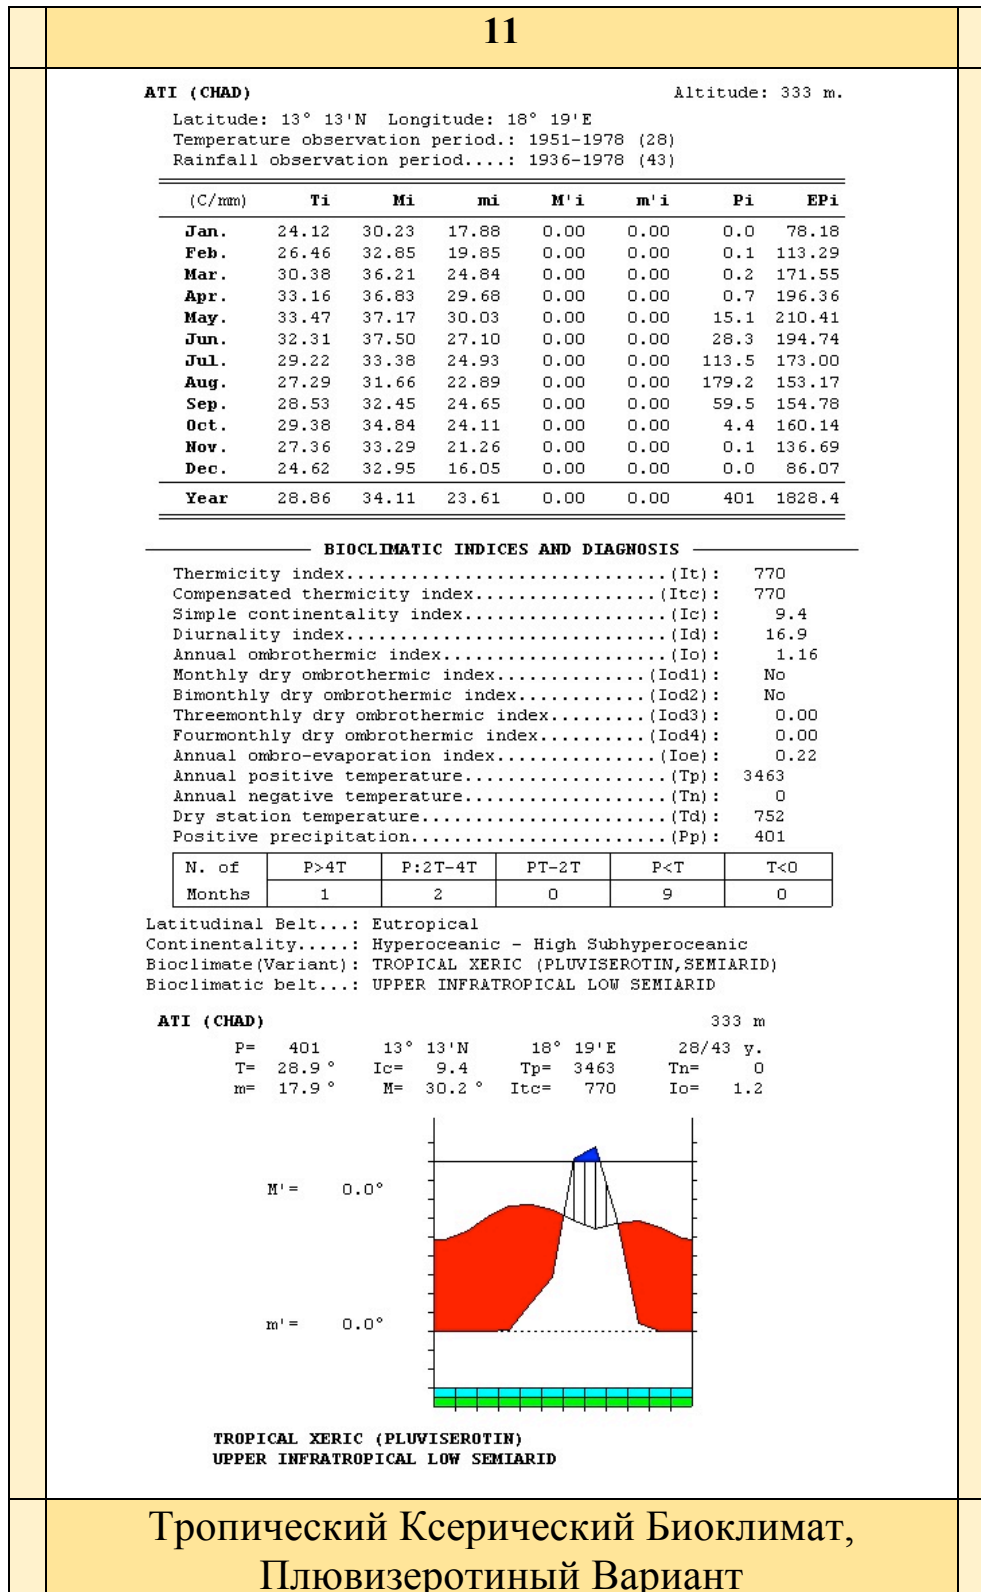 11
ATI (CHAD) Altitude: 333 m.
Latitude: 13° 13'N Longitude: 18° 19'E
Temperature observation period.: 1951-1978 (28)
Rainfall observation period....: 1936-1978 (43)
(C/mm) Ti Mi mi M'i m'i Pi EPi
Jan. 24.12 30.23 17.88 0.00 0.00 0.0 78.18
Feb. 26.46 32.85 19.85 0.00 0.00 0.1 113.29
Mar. 30.38 36.21 24.84 0.00 0.00 0.2 171.55
Apr. 33.16 36.83 29.68 0.00 0.00 0.7 196.36
May. 33.47 37.17 30.03 0.00 0.00 15.1 210.41
Jun. 32.31 37.50 27.10 0.00 0.00 28.3 194.74
Jul. 29.22 33.38 24.93 0.00 0.00 113.5 173.00
Aug. 27.29 31.66 22.89 0.00 0.00 179.2 153.17
Sep. 28.53 32.45 24.65 0.00 0.00 59.5 154.78
Oct. 29.38 34.84 24.11 0.00 0.00 4.4 160.14
Nov. 27.36 33.29 21.26 0.00 0.00 0.1 136.69
Dec. 24.62 32.95 16.05 0.00 0.00 0.0 86.07
Year 28.86 34.11 23.61 0.00 0.00 401 1828.4
BIOCLIMATIC INDICES AND DIAGNOSIS
Thermicity index..............................(It): 770
Compensated thermicity index.................(Itc): 770
Simple continentality index...................(Ic): 9.4
Diurnality index..............................(Id): 16.9
Annual ombrothermic index.....................(Io): 1.16
Monthly dry ombrothermic index..............(Iod1): No
Bimonthly dry ombrothermic index............(Iod2): No
Threemonthly dry ombrothermic index.........(Iod3): 0.00
Fourmonthly dry ombrothermic index..........(Iod4): 0.00
Annual ombro-evaporation index...............(Ioe): 0.22
Annual positive temperature...................(Tp): 3463
Annual negative temperature...................(Tn): 0
Dry station temperature.......................(Td): 752
Positive precipitation........................(Pp): 401
N. of P>4T P:2T-4T PT-2T P<T T<0
Months 1 2 0 9 0
Latitudinal Belt...: Eutropical
Continentality.....: Hyperoceanic - High Subhyperoceanic
Bioclimate(Variant): TROPICAL XERIC (PLUVISEROTIN,SEMIARID)
Bioclimatic belt...: UPPER INFRATROPICAL LOW SEMIARID
ATI (CHAD) 333 m
P= 401 13° 13'N 18° 19'E 28/43 y.
T= 28.9° Ic= 9.4 Tp= 3463 Tn= 0
m= 17.9° M= 30.2° Itc= 770 Io= 1.2
M'= 0.0°
m'= 0.0°
TROPICAL XERIC (PLUVISEROTIN)
UPPER INFRATROPICAL LOW SEMIARID
Тропический Ксерический Биоклимат,
Плювизеротиный Вариант